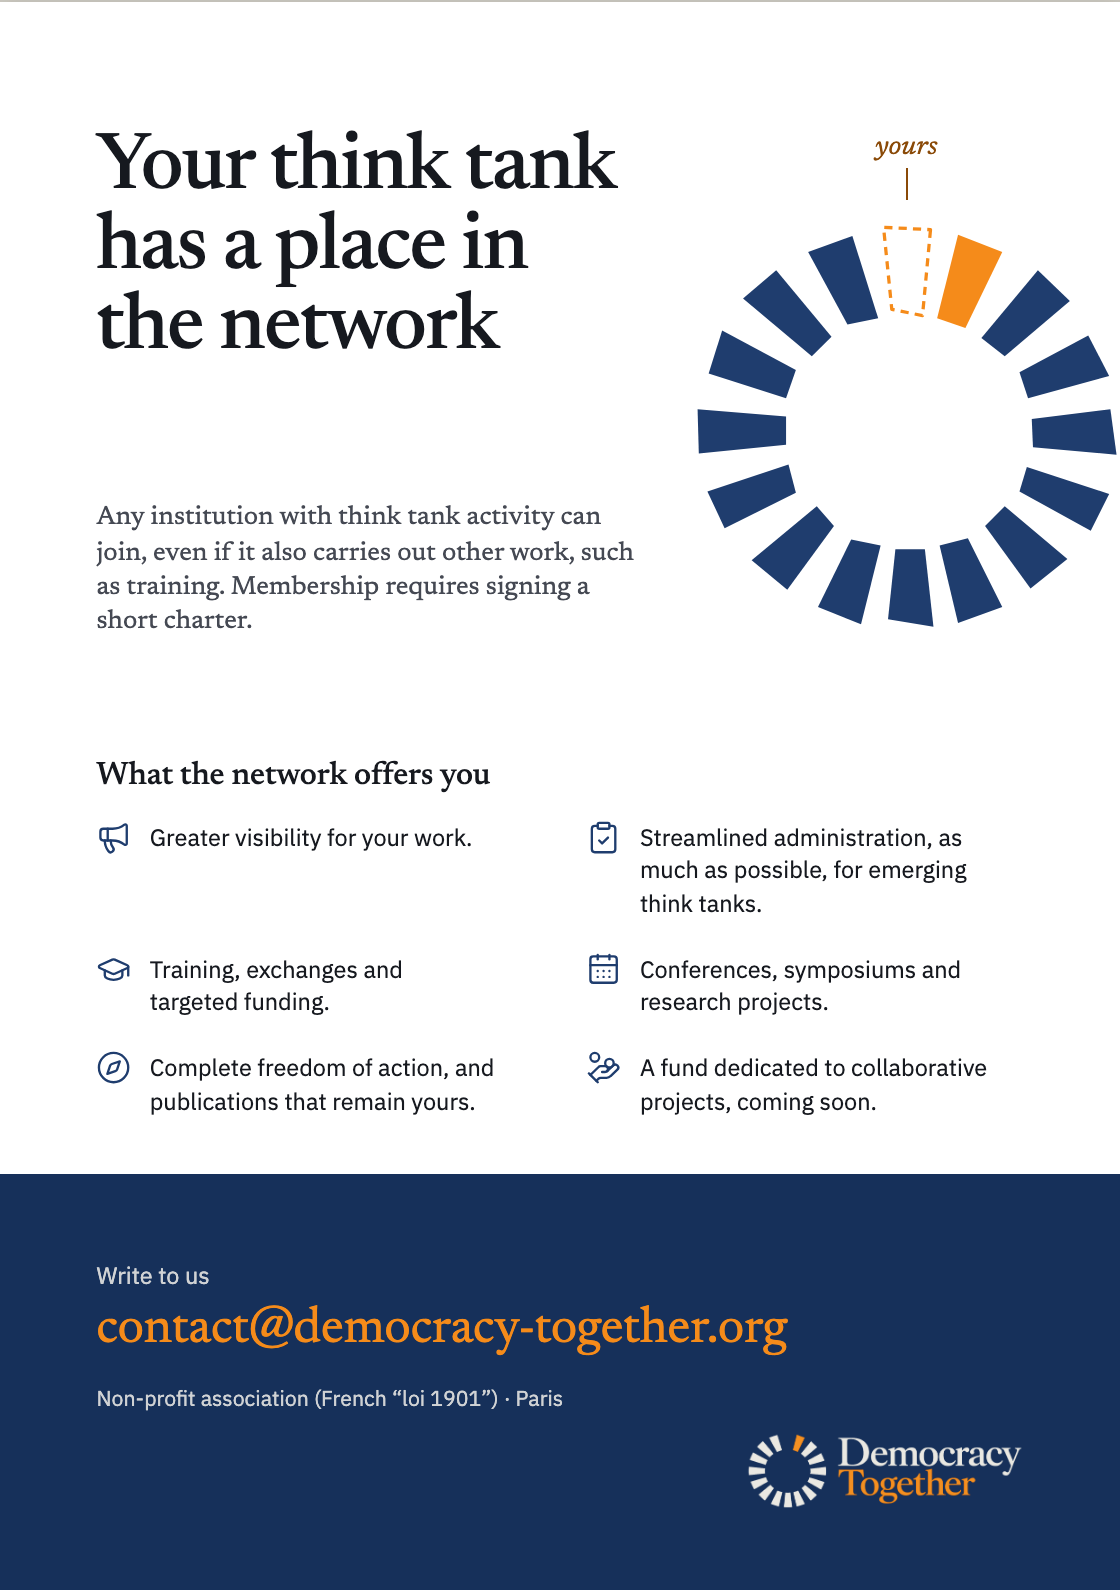 Your think tank
has a place in
the network
yours
Any institution with think tank activity can
join, even if it also carries out other work, such
as training. Membership requires signing a
short charter.
What the network offers you
Greater visibility for your work.
Streamlined administration, as
much as possible, for emerging
think tanks.
Training, exchanges and
targeted funding.
Conferences, symposiums and
research projects.
Complete freedom of action, and
publications that remain yours.
A fund dedicated to collaborative
projects, coming soon.
Write to us
contact@democracy-together.org
Non-profit association (French “loi 1901”) · Paris
Democracy
Together